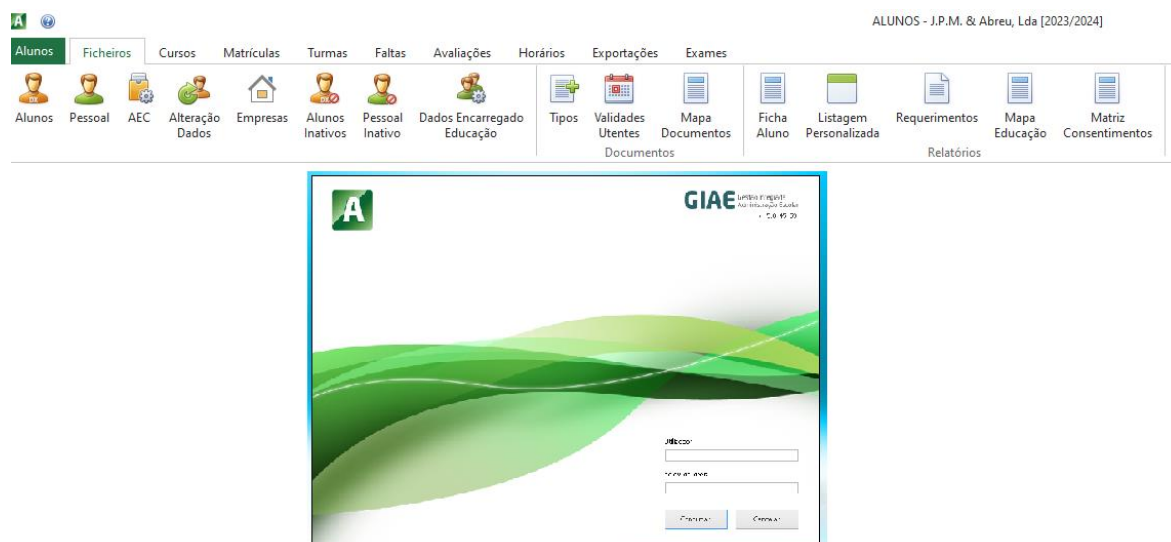 ALUNOS - J.P.M. & Abreu, Lda [2023/2024]
Alunos Ficheiros Cursos Matrículas Turmas Faltas Avaliações Horários Exportações Exames
Alunos Pessoal AEC Alteração Dados Empresas Alunos Inativos Pessoal Inativo Dados Encarregado Educação Tipos Validades Utentes Mapa Documentos Ficha Aluno Listagem Personalizada Requerimentos Mapa Educação Matriz Consentimentos
Documentos Relatórios
A GIAE